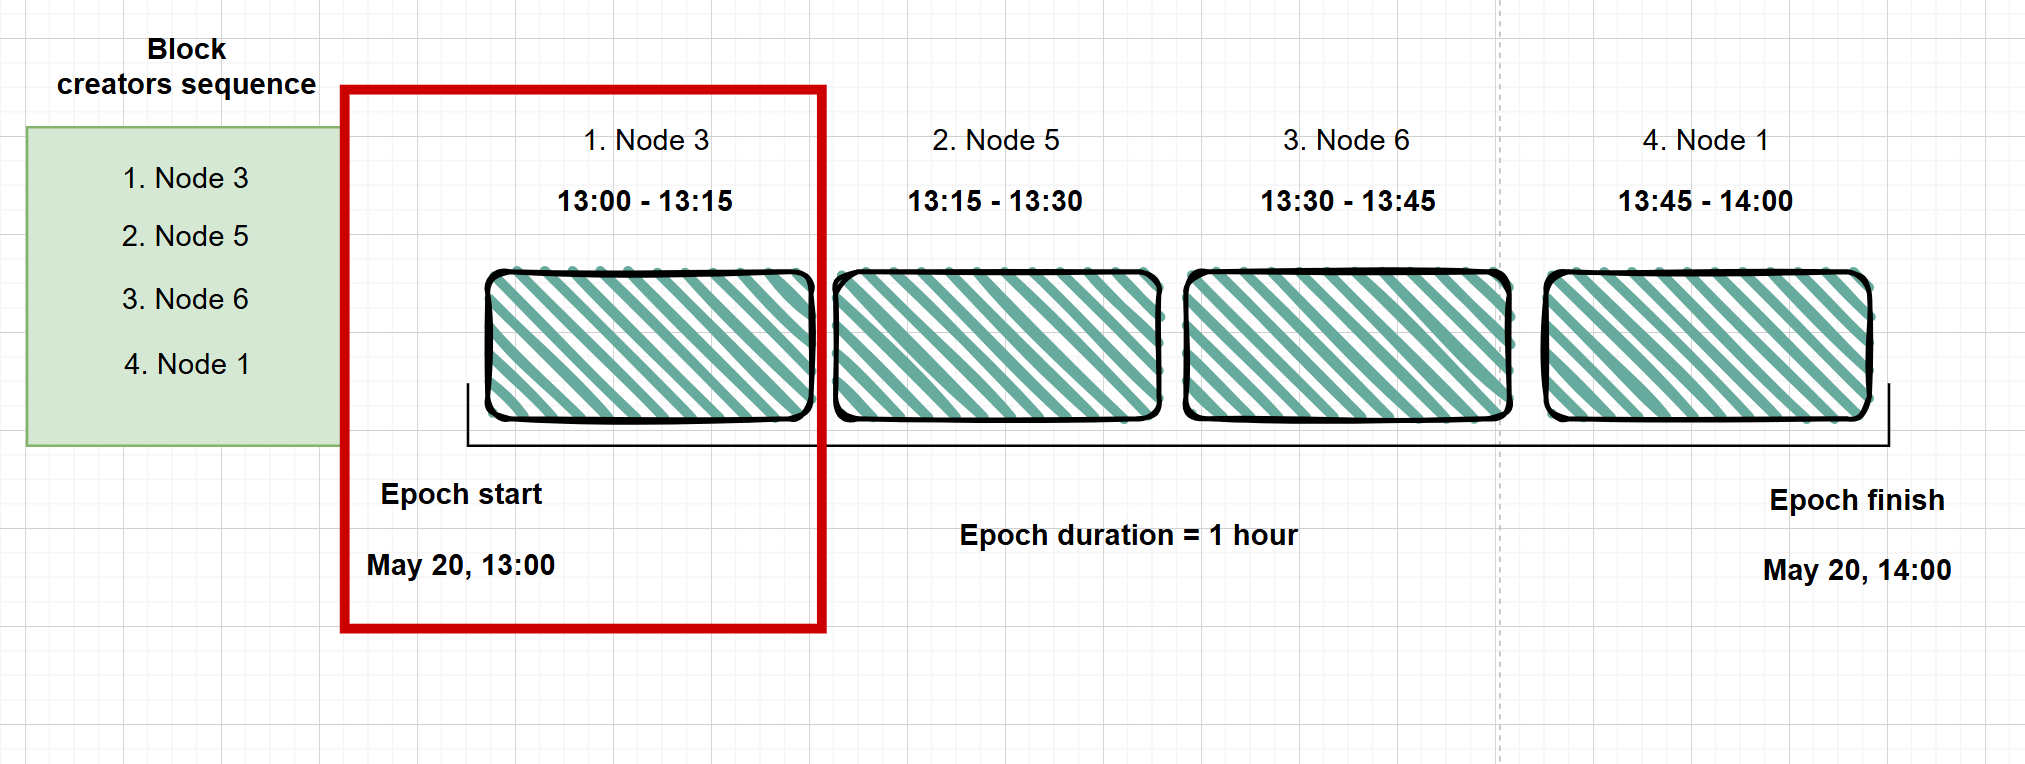 Block
creators sequence
1. Node 3
2. Node 5
3. Node 6
4. Node 1
1. Node 3
13:00 - 13:15
2. Node 5
13:15 - 13:30
3. Node 6
13:30 - 13:45
4. Node 1
13:45 - 14:00
Epoch start
May 20, 13:00
Epoch duration = 1 hour
Epoch finish
May 20, 14:00